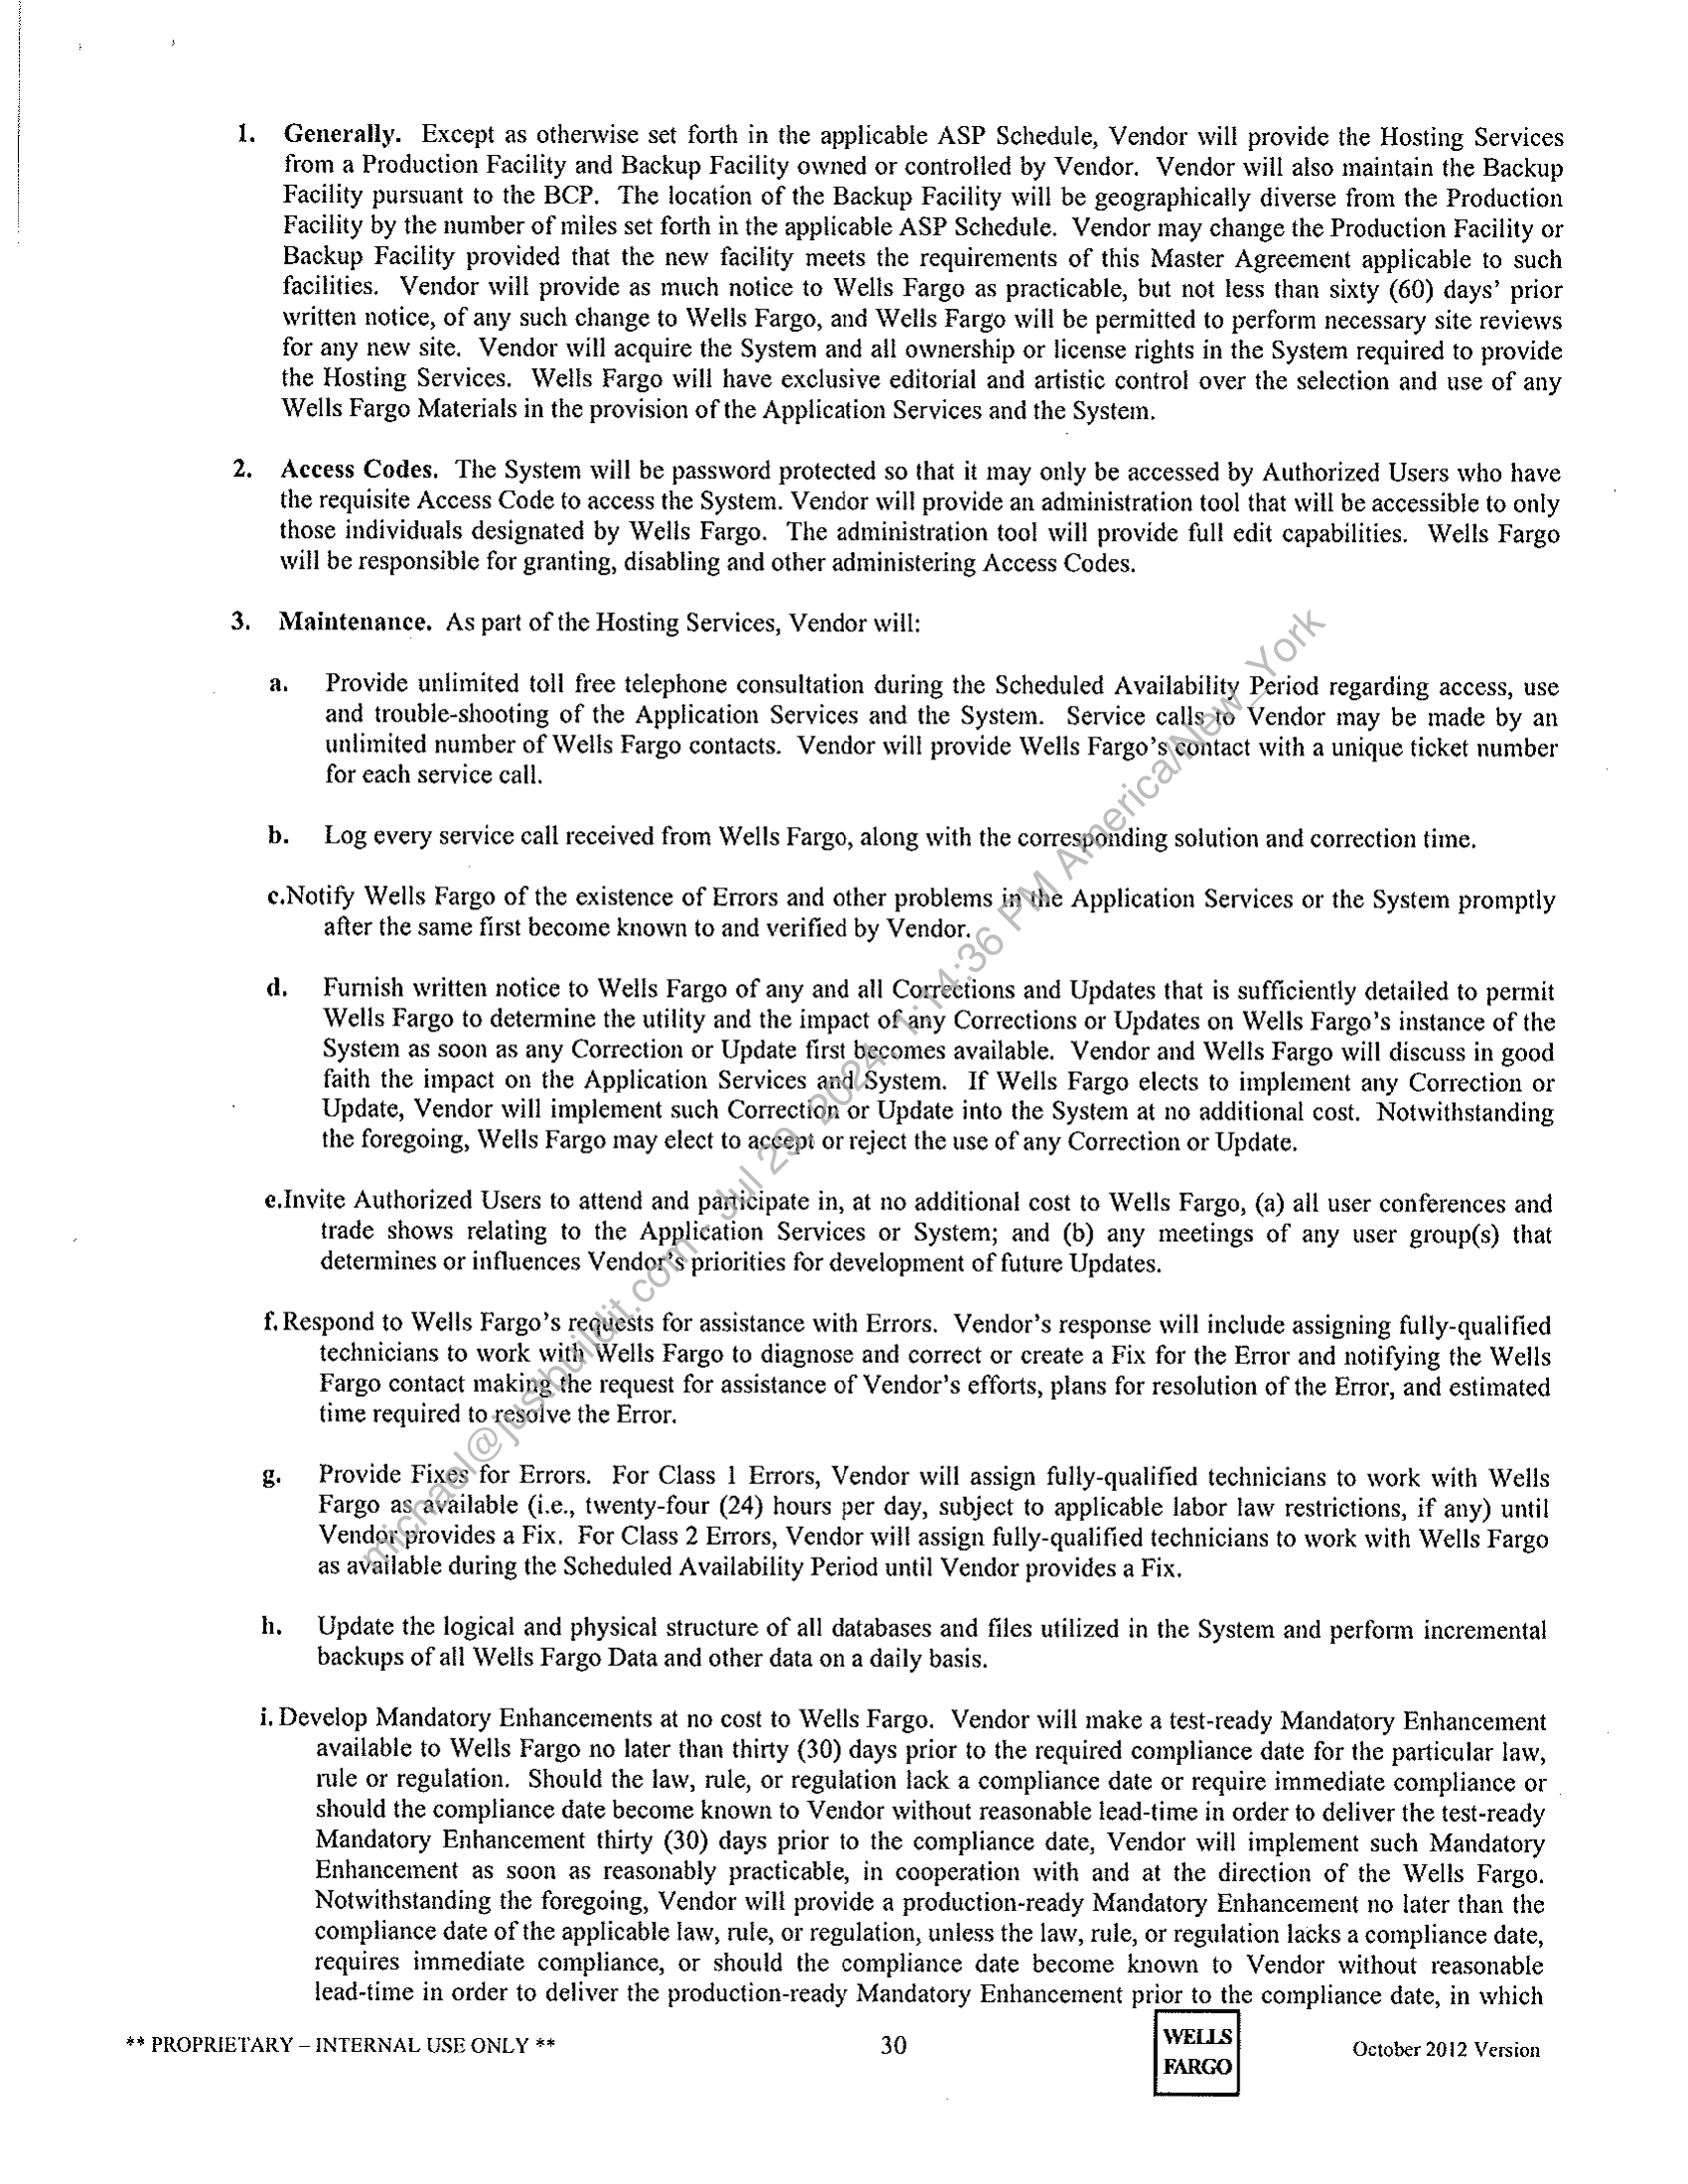 1. Generally. Except as otherwise set forth in the applicable ASP Schedule, Vendor will provide the Hosting Services
from a Production Facility and Backup Facility owned or controlled by Vendor. Vendor will also maintain the Backup
Facility pursuant to the BCP. The location of the Backup Facility will be geographically diverse from the Production
Facility by the number of miles set forth in the applicable ASP Schedule. Vendor may change the Production Facility or
Backup Facility provided that the new facility meets the requirements of this Master Agreement applicable to such
facilities. Vendor will provide as much notice to Wells Fargo as practicable, but not less than sixty (60) days' prior
written notice, of any such change to Wells Fargo, and Wells Fargo will be permitted to perform necessary site reviews
for any new site. Vendor will acquire the System and all ownership or license rights in the System required to provide
the Hosting Services. Wells Fargo will have exclusive editorial and artistic control over the selection and use of any
Wells Fargo Materials in the provision of the Application Services and the System.
2. Access Codes. The System will be password protected so that it may only be accessed by Authorized Users who have
the requisite Access Code to access the System. Vendor will provide an administration tool that will be accessible to only
those individuals designated by Wells Fargo. The administration tool will provide full edit capabilities. Wells Fargo
will be responsible for granting, disabling and other administering Access Codes.
3. Maintenance. As part of the Hosting Services, Vendor will:
a. Provide unlimited toll free telephone consultation during the Scheduled Availability Period regarding access, use
and trouble-shooting of the Application Services and the System. Service calls to Vendor may be made by an
unlimited number of Wells Fargo contacts. Vendor will provide Wells Fargo's contact with a unique ticket number
for each service call.
b. Log every service call received from Wells Fargo, along with the corresponding solution and correction time.
c.Notify Wells Fargo of the existence of Errors and other problems in the Application Services or the System promptly
after the same first become known to and verified by Vendor.
d. Furnish written notice to Wells Fargo of any and all Corrections and Updates that is sufficiently detailed to permit
Wells Fargo to determine the utility and the impact of any Corrections or Updates on Wells Fargo's instance of the
System as soon as any Correction or Update first becomes available. Vendor and Wells Fargo will discuss in good
faith the impact on the Application Services and System. If Wells Fargo elects to implement any Correction or
Update, Vendor will implement such Correction or Update into the System at no additional cost. Notwithstanding
the foregoing, Wells Fargo may elect to accept or reject the use of any Correction or Update.
e.Invite Authorized Users to attend and participate in, at no additional cost to Wells Fargo, (a) all user conferences and
trade shows relating to the Application Services or System; and (b) any meetings of any user group(s) that
determines or influences Vendor's priorities for development of future Updates.
f. Respond to Wells Fargo's requests for assistance with Errors. Vendor's response will include assigning fully-qualified
technicians to work with Wells Fargo to diagnose and correct or create a Fix for the Error and notifying the Wells
Fargo contact making the request for assistance of Vendor's efforts, plans for resolution of the Error, and estimated
time required to resolve the Error.
g. Provide Fixes for Errors. For Class 1 Errors, Vendor will assign fully-qualified technicians to work with Wells
Fargo as available (i.e., twenty-four (24) hours per day, subject to applicable labor law restrictions, if any) until
Vendor provides a Fix. For Class 2 Errors, Vendor will assign fully-qualified technicians to work with Wells Fargo
as available during the Scheduled Availability Period until Vendor provides a Fix.
h. Update the logical and physical structure of all databases and files utilized in the System and perform incremental
backups of all Wells Fargo Data and other data on a daily basis.
i. Develop Mandatory Enhancements at no cost to Wells Fargo. Vendor will make a test-ready Mandatory Enhancement
available to Wells Fargo no later than thirty (30) days prior to the required compliance date for the particular law,
rule or regulation. Should the law, rule, or regulation lack a compliance date or require immediate compliance or
should the compliance date become known to Vendor without reasonable lead-time in order to deliver the test-ready
Mandatory Enhancement thirty (30) days prior to the compliance date, Vendor will implement such Mandatory
Enhancement as soon as reasonably practicable, in cooperation with and at the direction of the Wells Fargo.
Notwithstanding the foregoing, Vendor will provide a production-ready Mandatory Enhancement no later than the
compliance date of the applicable law, rule, or regulation, unless the law, rule, or regulation lacks a compliance date,
requires immediate compliance, or should the compliance date become known to Vendor without reasonable
lead-time in order to deliver the production-ready Mandatory Enhancement prior to the compliance date, in which
** PROPRIETARY – INTERNAL USE ONLY **
30
WELLS
FARGO
October 2012 Version
michael@justbuildit.com - Jul 29, 2024, 1:14:36 PM America/New_York